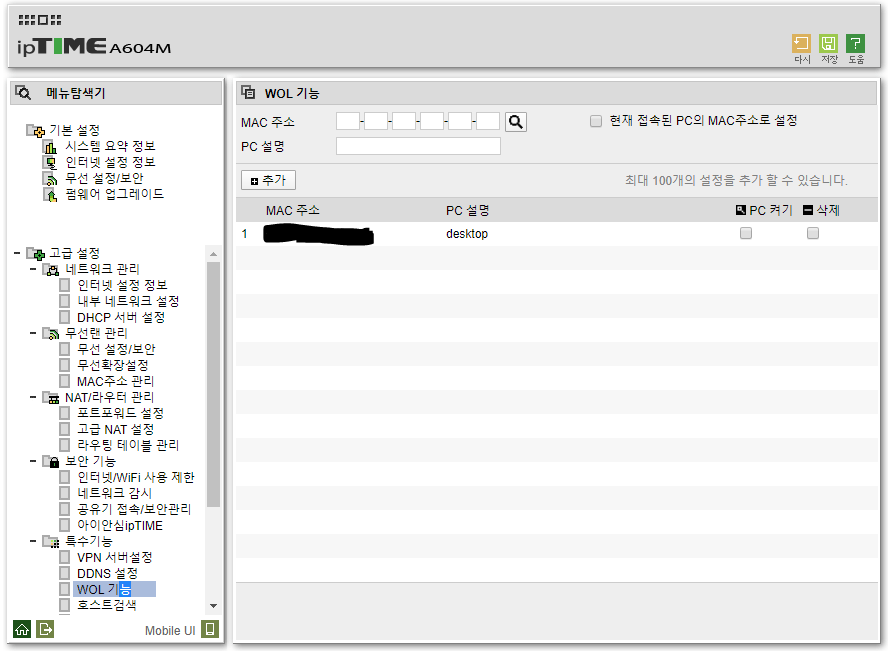 ipTIME A604M
다시 저장 도움
메뉴탐색기
기본 설정
시스템 요약 정보
인터넷 설정 정보
무선 설정/보안
펌웨어 업그레이드
고급 설정
네트워크 관리
인터넷 설정 정보
내부 네트워크 설정
DHCP 서버 설정
무선랜 관리
무선 설정/보안
무선확장설정
MAC주소 관리
NAT/라우터 관리
포트포워드 설정
고급 NAT 설정
라우팅 테이블 관리
보안 기능
인터넷/WiFi 사용 제한
네트워크 감시
공유기 접속/보안관리
아이안심ipTIME
특수기능
VPN 서버설정
DDNS 설정
WOL 기능
호스트검색
Mobile UI
WOL 기능
MAC 주소 - - - - - 현재 접속된 PC의 MAC주소로 설정
PC 설명
추가 최대 100개의 설정을 추가 할 수 있습니다.
MAC 주소 PC 설명 PC 켜기 삭제
1 desktop